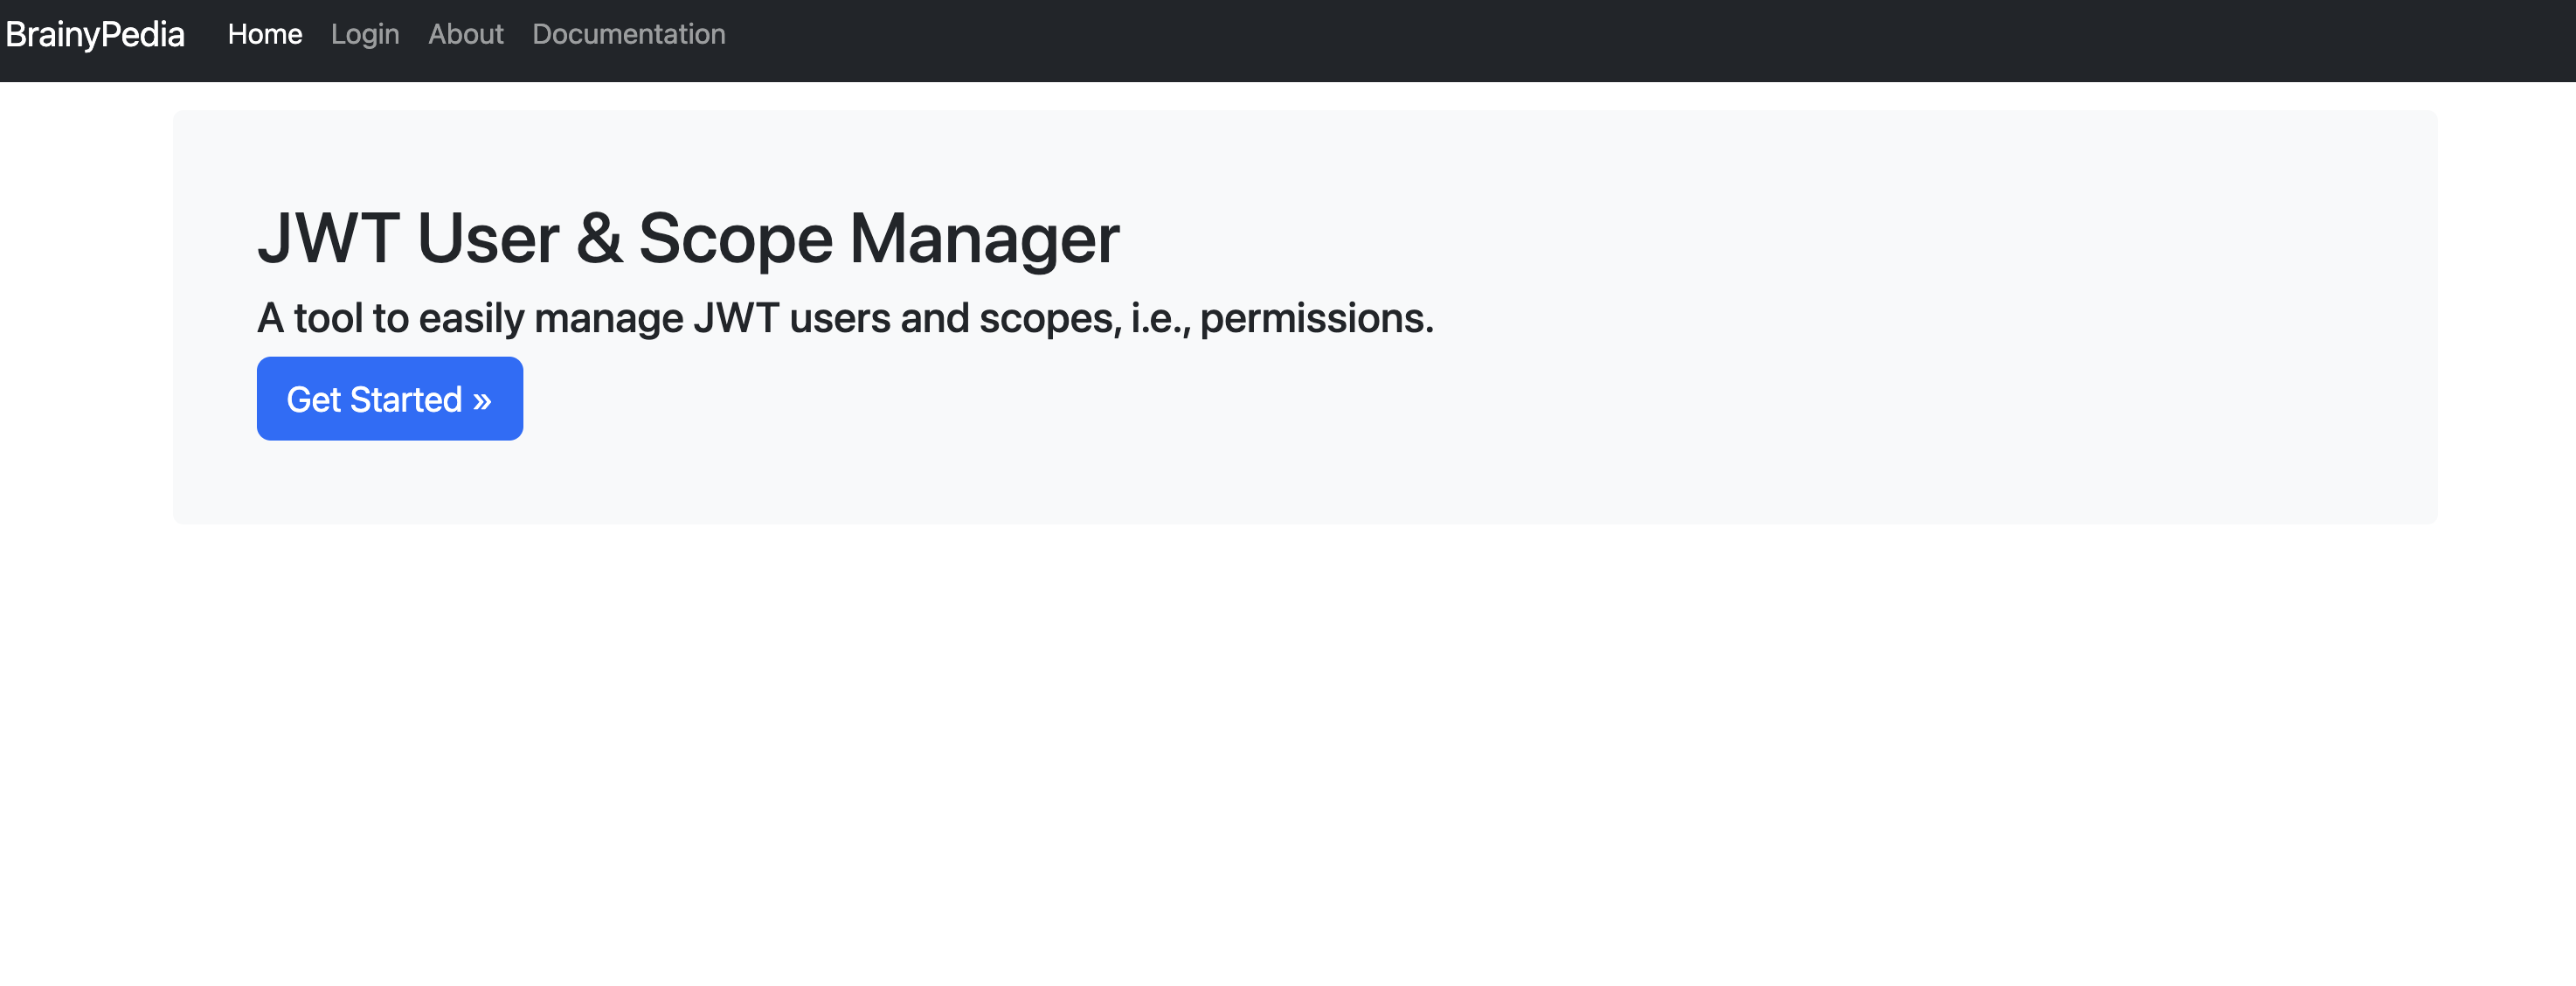 BrainyPedia Home Login About Documentation
JWT User & Scope Manager
A tool to easily manage JWT users and scopes, i.e., permissions.
Get Started »